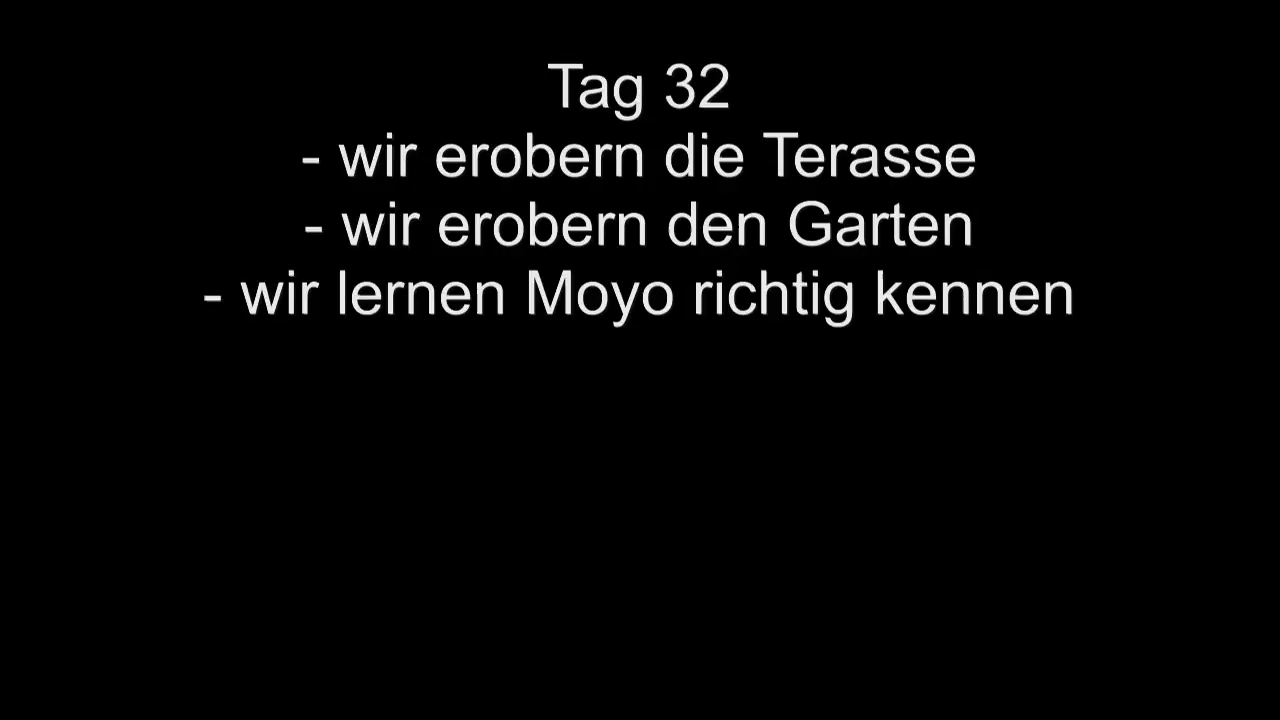 Tag 32
- wir erobern die Terasse
- wir erobern den Garten
- wir lernen Moyo richtig kennen